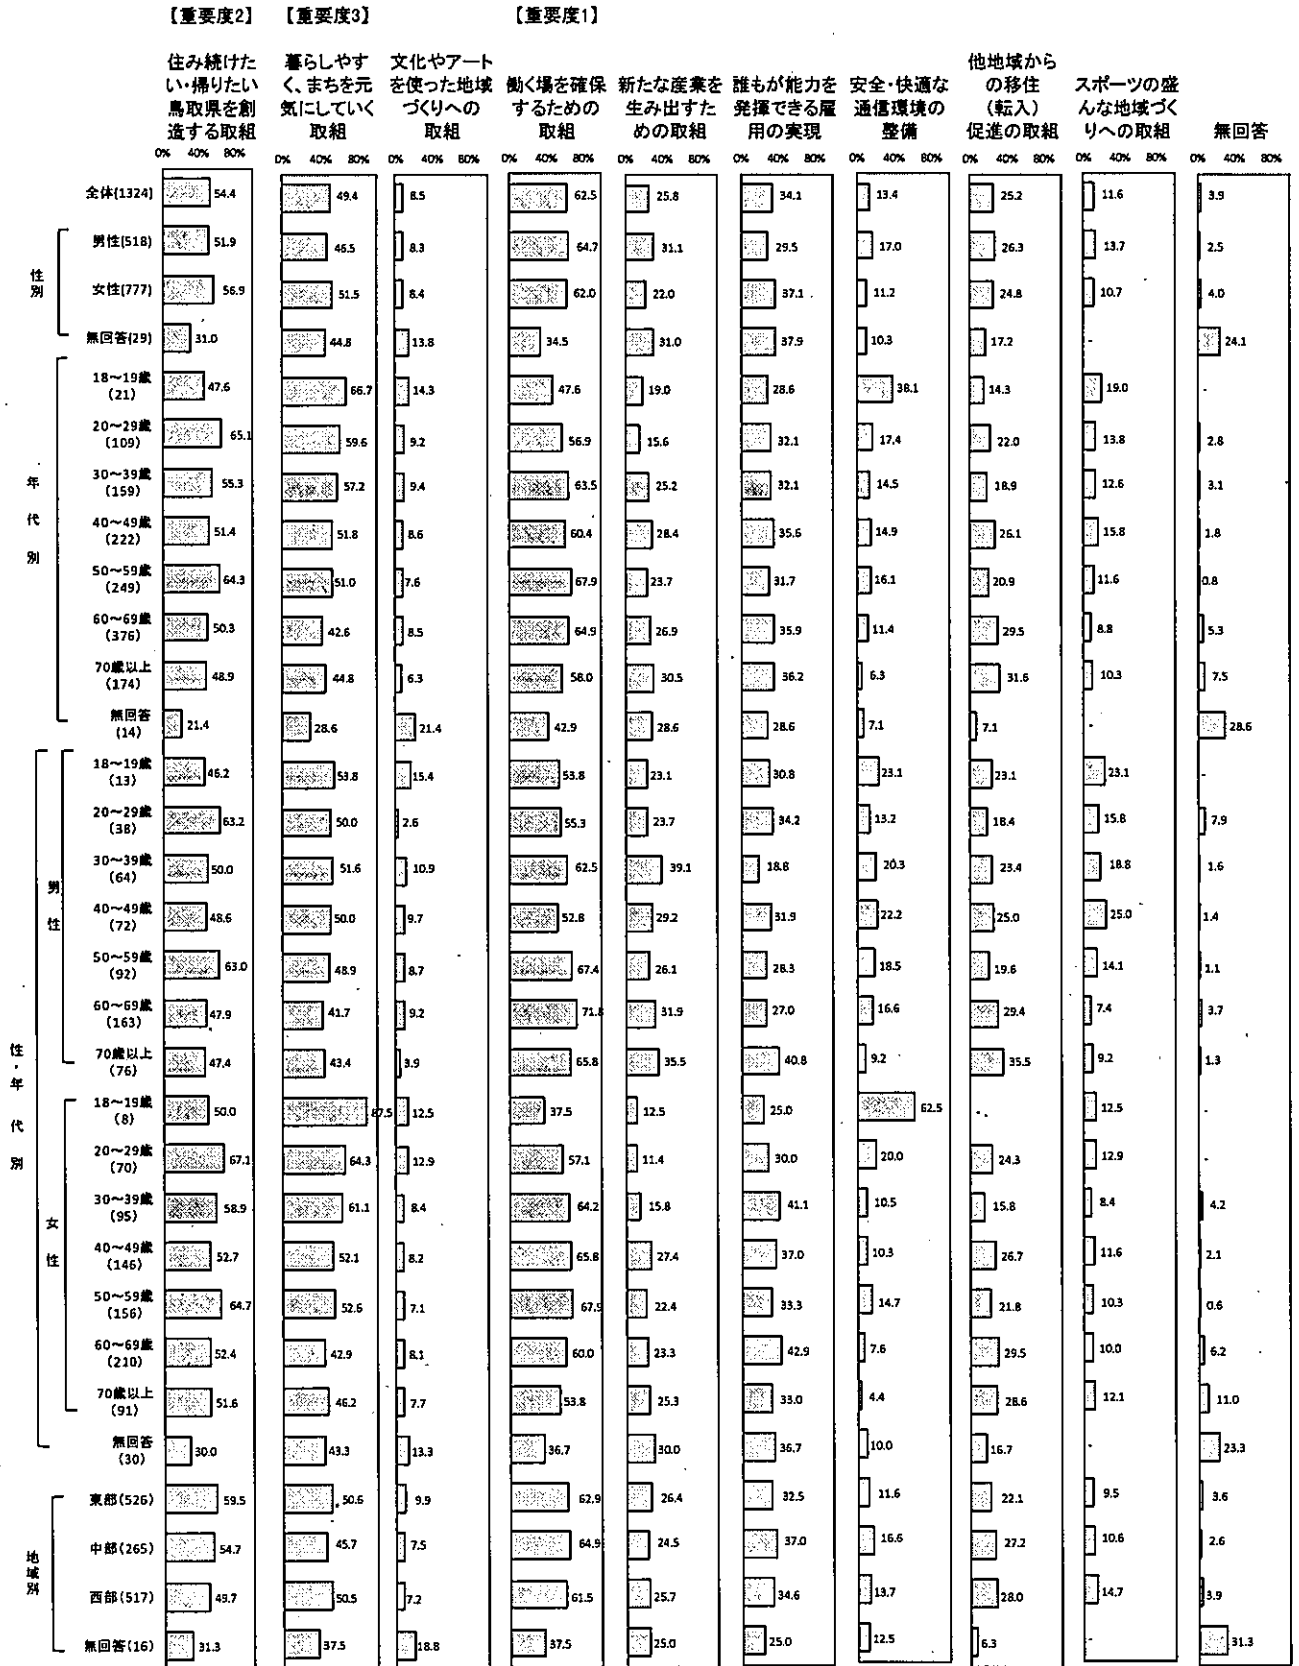 【重要度2】 【重要度3】 【重要度1】
住み続けたい・帰りたい鳥取県を創造する取組 暮らしやすく、まちを元気にしていく取組 文化やアートを使った地域づくりへの取組 働く場を確保するための取組 新たな産業を生み出すための取組 誰もが能力を発揮できる雇用の実現 安全・快適な通信環境の整備 他地域からの移住(転入)促進の取組 スポーツの盛んな地域づくりへの取組 無回答
0% 40% 80% 0% 40% 80% 0% 40% 80% 0% 40% 80% 0% 40% 80% 0% 40% 80% 0% 40% 80% 0% 40% 80% 0% 40% 80% 0% 40% 80%
全体(1324) 54.4 49.4 8.5 62.5 25.8 34.1 13.4 25.2 11.6 3.9
性別
男性(518) 51.9 46.5 8.3 64.7 31.1 29.5 17.0 26.3 13.7 2.5
女性(777) 56.9 51.5 8.4 62.0 22.0 37.1 11.2 24.8 10.7 4.0
無回答(29) 31.0 44.8 13.8 34.5 31.0 37.9 10.3 17.2 - 24.1
年代別
18～19歳(21) 47.6 66.7 14.3 47.6 19.0 28.6 38.1 14.3 19.0 -
20～29歳(109) 65.1 59.6 9.2 56.9 15.6 32.1 17.4 22.0 13.8 2.8
30～39歳(159) 55.3 57.2 9.4 63.5 25.2 32.1 14.5 18.9 12.6 3.1
40～49歳(222) 51.4 51.8 8.6 60.4 28.4 35.6 14.9 26.1 15.8 1.8
50～59歳(249) 64.3 51.0 7.6 67.9 23.7 31.7 16.1 20.9 11.6 0.8
60～69歳(376) 50.3 42.6 8.5 64.9 26.9 35.9 11.4 29.5 8.8 5.3
70歳以上(174) 48.9 44.8 6.3 58.0 30.5 36.2 6.3 31.6 10.3 7.5
無回答(14) 21.4 28.6 21.4 42.9 28.6 28.6 7.1 7.1 - 28.6
性・年代別
男性
18～19歳(13) 46.2 53.8 15.4 53.8 23.1 30.8 23.1 23.1 23.1 -
20～29歳(38) 63.2 50.0 2.6 55.3 23.7 34.2 13.2 18.4 15.8 7.9
30～39歳(64) 50.0 51.6 10.9 62.5 39.1 18.8 20.3 23.4 18.8 1.6
40～49歳(72) 48.6 50.0 9.7 52.8 29.2 31.9 22.2 25.0 25.0 1.4
50～59歳(92) 63.0 48.9 8.7 67.4 26.1 28.3 18.5 19.6 14.1 1.1
60～69歳(163) 47.9 41.7 9.2 71.8 31.9 27.0 16.6 29.4 7.4 3.7
70歳以上(76) 47.4 43.4 3.9 65.8 35.5 40.8 9.2 35.5 9.2 1.3
女性
18～19歳(8) 50.0 87.5 12.5 37.5 12.5 25.0 62.5 - 12.5 -
20～29歳(70) 67.1 64.3 12.9 57.1 11.4 30.0 20.0 24.3 12.9 -
30～39歳(95) 58.9 61.1 8.4 64.2 15.8 41.1 10.5 15.8 8.4 4.2
40～49歳(146) 52.7 52.1 8.2 65.8 27.4 37.0 10.3 26.7 11.6 2.1
50～59歳(156) 64.7 52.6 7.1 67.9 22.4 33.3 14.7 21.8 10.3 0.6
60～69歳(210) 52.4 42.9 8.1 60.0 23.3 42.9 7.6 29.5 10.0 6.2
70歳以上(91) 51.6 46.2 7.7 53.8 25.3 33.0 4.4 28.6 12.1 11.0
無回答(30) 30.0 43.3 13.3 36.7 30.0 36.7 10.0 16.7 - 23.3
地域別
東部(526) 59.5 50.6 9.9 62.9 26.4 32.5 11.6 22.1 9.5 3.6
中部(265) 54.7 45.7 7.5 64.9 24.5 37.0 16.6 27.2 10.6 2.6
西部(517) 49.7 50.5 7.2 61.5 25.7 34.6 13.7 28.0 14.7 3.9
無回答(16) 31.3 37.5 18.8 37.5 25.0 25.0 12.5 6.3 - 31.3